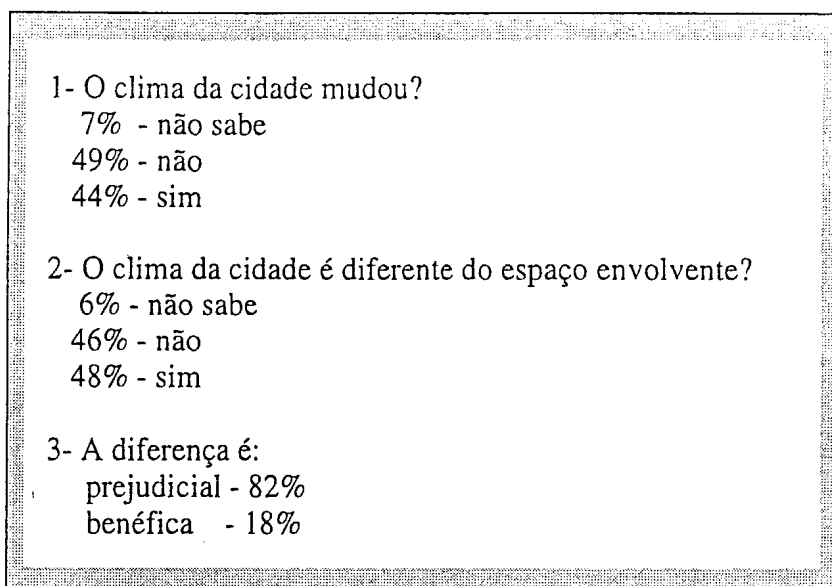 1- O clima da cidade mudou?
7% - não sabe
49% - não
44% - sim
2- O clima da cidade é diferente do espaço envolvente?
6% - não sabe
46% - não
48% - sim
3- A diferença é:
prejudicial - 82%
benéfica - 18%